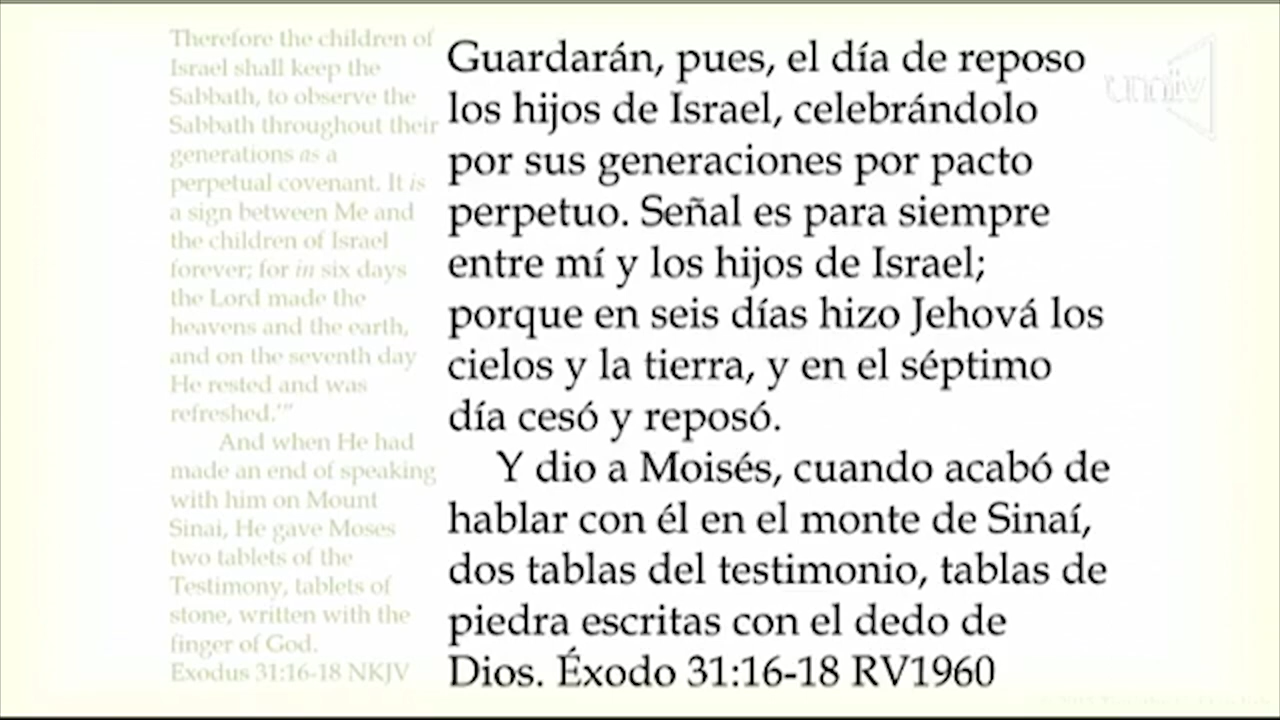 Therefore the children of
Israel shall keep the
Sabbath, to observe the
Sabbath throughout their
generations as a
perpetual covenant. It is
a sign between Me and
the children of Israel
forever; for in six days
the Lord made the
heavens and the earth,
and on the seventh day
He rested and was
refreshed.’”
And when He had
made an end of speaking
with him on Mount
Sinai, He gave Moses
two tablets of the
Testimony, tablets of
stone, written with the
finger of God.
Exodus 31:16-18 NKJV
Guardarán, pues, el día de reposo
los hijos de Israel, celebrándolo
por sus generaciones por pacto
perpetuo. Señal es para siempre
entre mí y los hijos de Israel;
porque en seis días hizo Jehová los
cielos y la tierra, y en el séptimo
día cesó y reposó.
Y dio a Moisés, cuando acabó de
hablar con él en el monte de Sinaí,
dos tablas del testimonio, tablas de
piedra escritas con el dedo de
Dios. Éxodo 31:16-18 RV1960